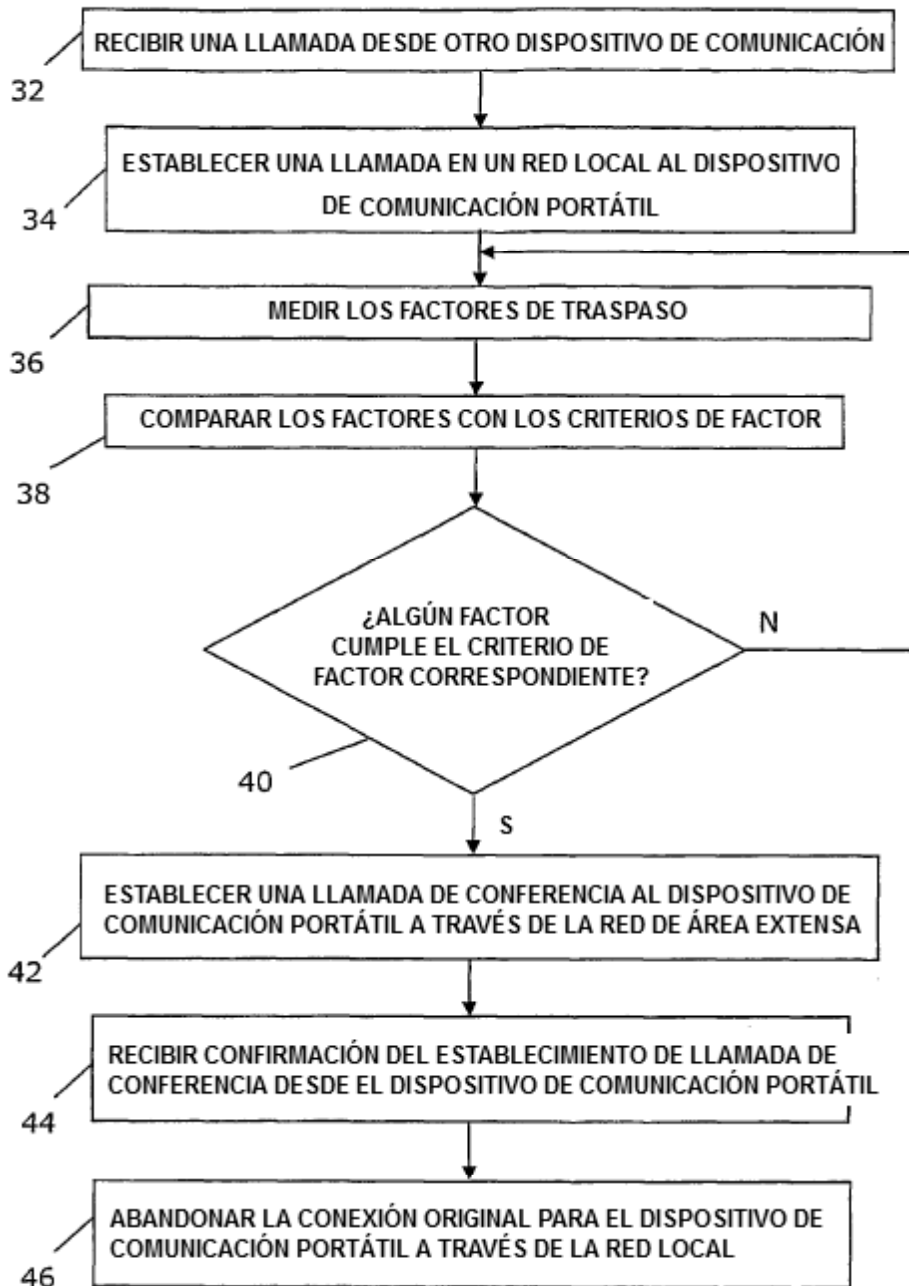 RECIBIR UNA LLAMADA DESDE OTRO DISPOSITIVO DE COMUNICACIÓN
32
ESTABLECER UNA LLAMADA EN UN RED LOCAL AL DISPOSITIVO
DE COMUNICACIÓN PORTÁTIL
34
MEDIR LOS FACTORES DE TRASPASO
36
COMPARAR LOS FACTORES CON LOS CRITERIOS DE FACTOR
38
¿ALGÚN FACTOR
CUMPLE EL CRITERIO DE
FACTOR CORRESPONDIENTE?
N
40
S
ESTABLECER UNA LLAMADA DE CONFERENCIA AL DISPOSITIVO DE
COMUNICACIÓN PORTÁTIL A TRAVÉS DE LA RED DE ÁREA EXTENSA
42
RECIBIR CONFIRMACIÓN DEL ESTABLECIMIENTO DE LLAMADA DE
CONFERENCIA DESDE EL DISPOSITIVO DE COMUNICACIÓN PORTÁTIL
44
ABANDONAR LA CONEXIÓN ORIGINAL PARA EL DISPOSITIVO DE
COMUNICACIÓN PORTÁTIL A TRAVÉS DE LA RED LOCAL
46